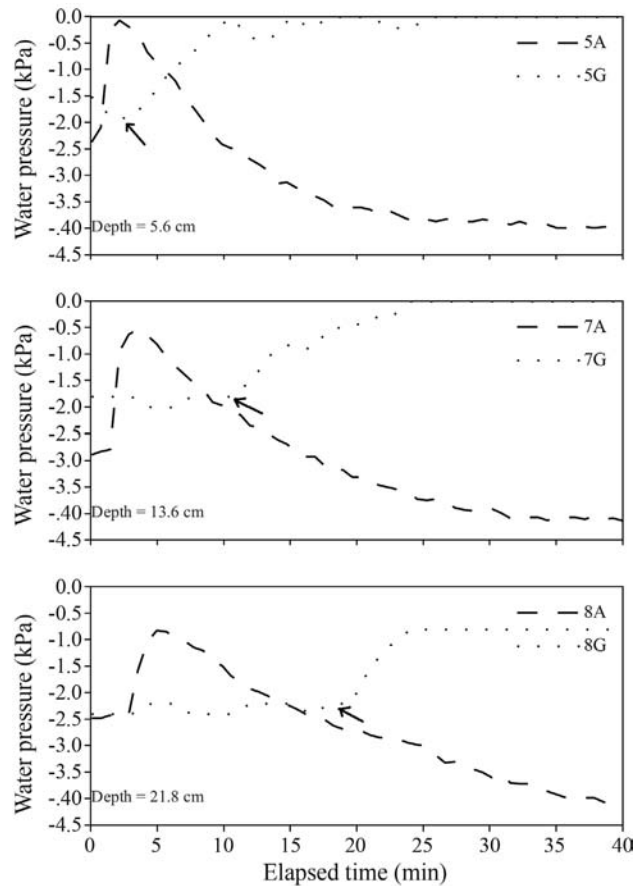 Water pressure (kPa)
0.0
-0.5
-1.0
-1.5
-2.0
-2.5
-3.0
-3.5
-.40
-4.5
5A
5G
Depth = 5.6 cm
Water pressure (kPa)
0.0
-0.5
-1.0
-1.5
-2.0
-2.5
-3.0
-3.5
-.40
-4.5
7A
7G
Depth = 13.6 cm
Water pressure (kPa)
0.0
-0.5
-1.0
-1.5
-2.0
-2.5
-3.0
-3.5
-.40
-4.5
8A
8G
Depth = 21.8 cm
0 5 10 15 20 25 30 35 40
Elapsed time (min)